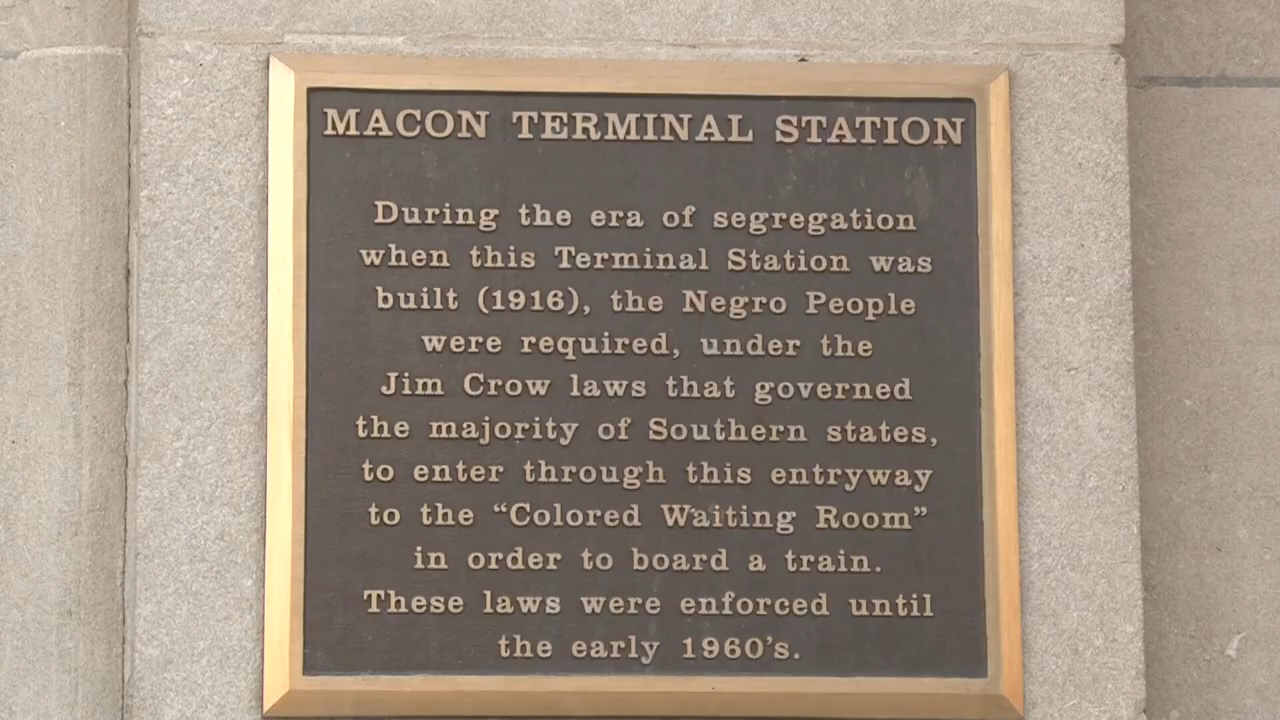 MACON TERMINAL STATION
During the era of segregation
when this Terminal Station was
built (1916), the Negro People
were required, under the
Jim Crow laws that governed
the majority of Southern states,
to enter through this entryway
to the “Colored Waiting Room”
in order to board a train.
These laws were enforced until
the early 1960’s.